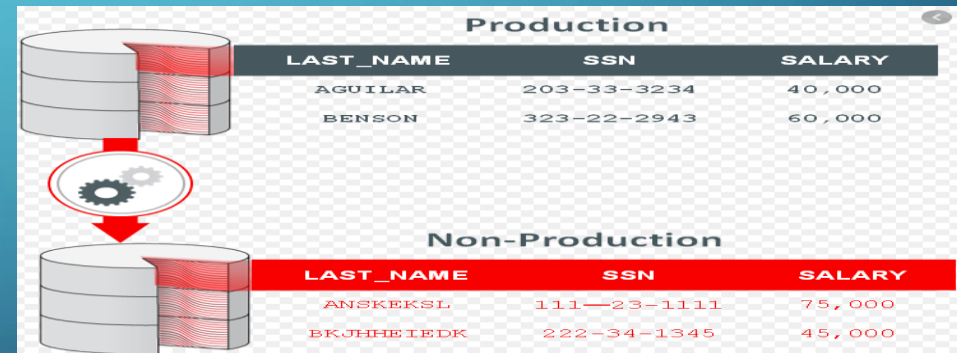 Production
LAST_NAME SSN SALARY
AGUILAR 203-33-3234 40,000
BENSON 323-22-2943 60,000
Non-Production
LAST_NAME SSN SALARY
ANSKEKSL 111—23-1111 75,000
BKJHHEIEDK 222-34-1345 45,000